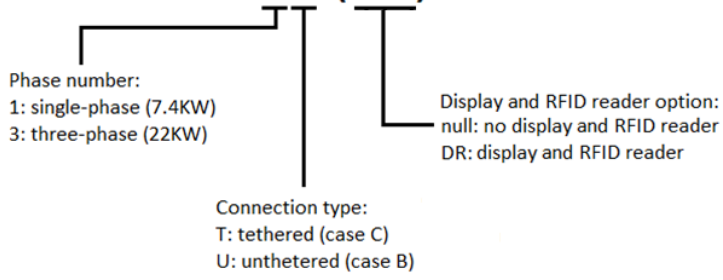 Phase number:
1: single-phase (7.4KW)
3: three-phase (22KW)
Display and RFID reader option:
null: no display and RFID reader
DR: display and RFID reader
Connection type:
T: tethered (case C)
U: unthetered (case B)